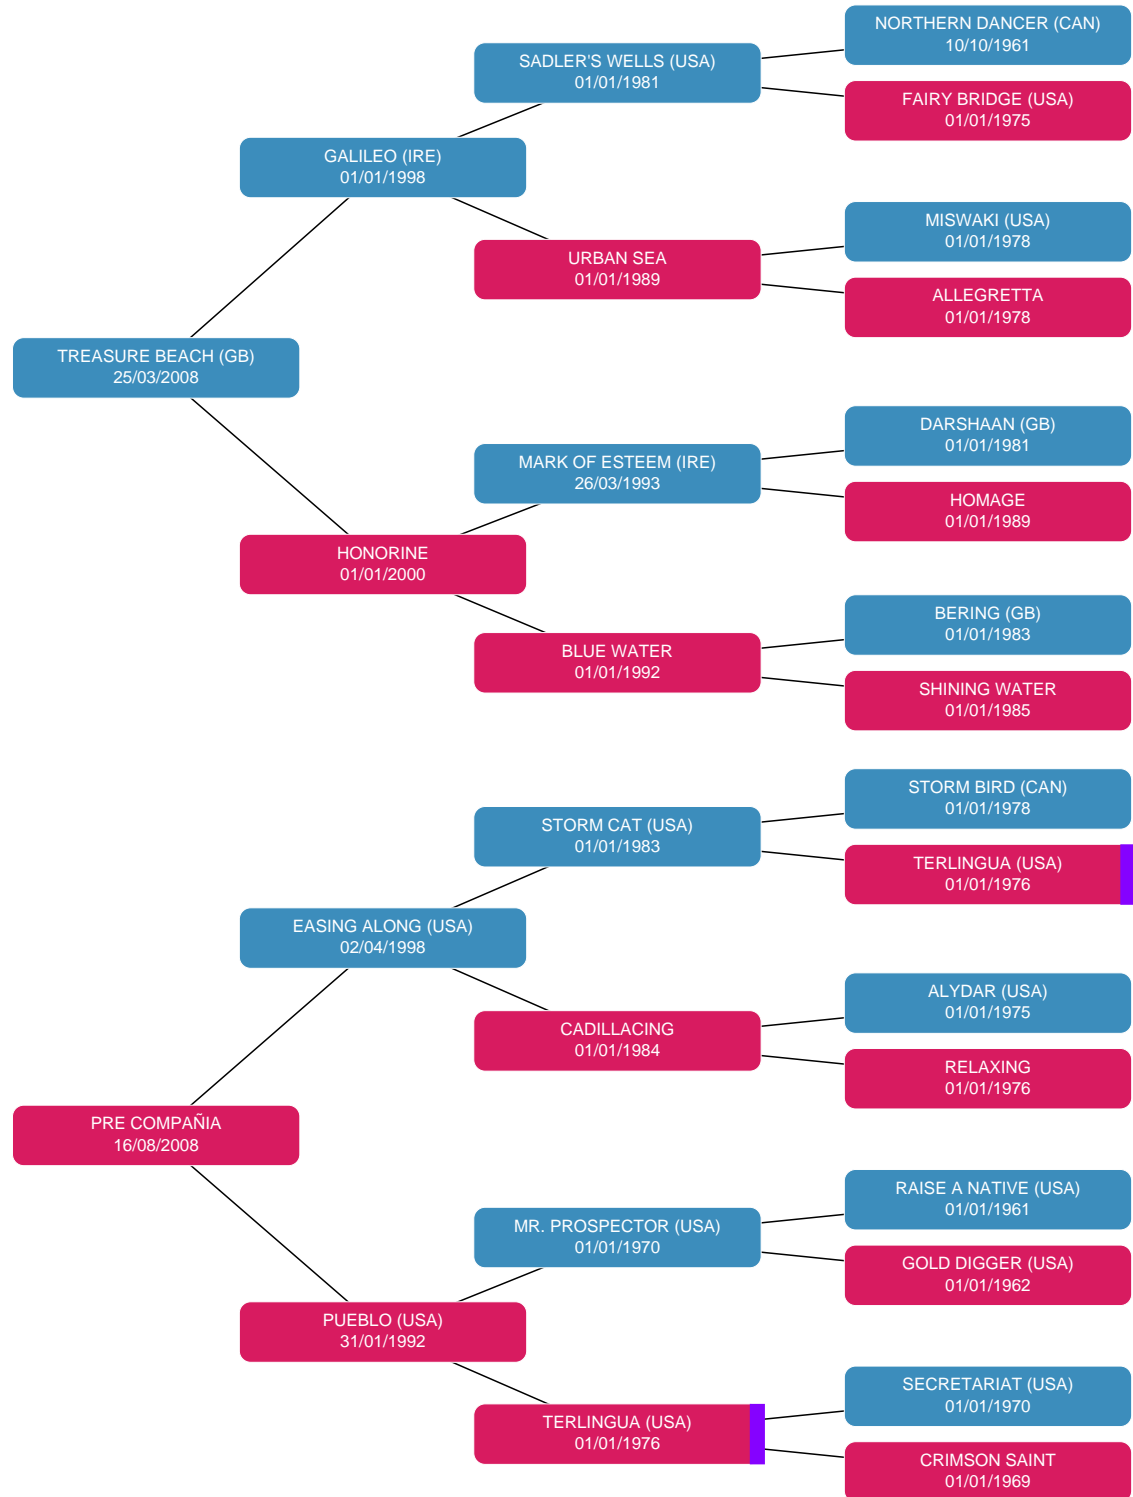 NORTHERN DANCER (CAN)
10/10/1961
SADLER'S WELLS (USA)
01/01/1981
FAIRY BRIDGE (USA)
01/01/1975
GALILEO (IRE)
01/01/1998
MISWAKI (USA)
01/01/1978
URBAN SEA
01/01/1989
ALLEGRETTA
01/01/1978
TREASURE BEACH (GB)
25/03/2008
DARSHAAN (GB)
01/01/1981
MARK OF ESTEEM (IRE)
26/03/1993
HOMAGE
01/01/1989
HONORINE
01/01/2000
BERING (GB)
01/01/1983
BLUE WATER
01/01/1992
SHINING WATER
01/01/1985
STORM BIRD (CAN)
01/01/1978
STORM CAT (USA)
01/01/1983
TERLINGUA (USA)
01/01/1976
EASING ALONG (USA)
02/04/1998
ALYDAR (USA)
01/01/1975
CADILLACING
01/01/1984
RELAXING
01/01/1976
PRE COMPAÑIA
16/08/2008
RAISE A NATIVE (USA)
01/01/1961
MR. PROSPECTOR (USA)
01/01/1970
GOLD DIGGER (USA)
01/01/1962
PUEBLO (USA)
31/01/1992
SECRETARIAT (USA)
01/01/1970
TERLINGUA (USA)
01/01/1976
CRIMSON SAINT
01/01/1969